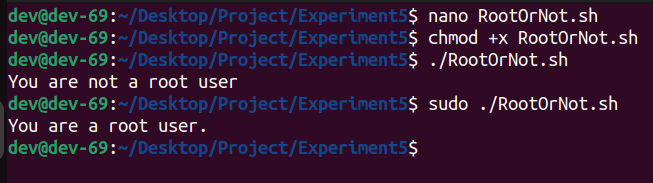 dev@dev-69:~/Desktop/Project/Experiment5$ nano RootOrNot.sh
dev@dev-69:~/Desktop/Project/Experiment5$ chmod +x RootOrNot.sh
dev@dev-69:~/Desktop/Project/Experiment5$ ./RootOrNot.sh
You are not a root user
dev@dev-69:~/Desktop/Project/Experiment5$ sudo ./RootOrNot.sh
You are a root user.
dev@dev-69:~/Desktop/Project/Experiment5$